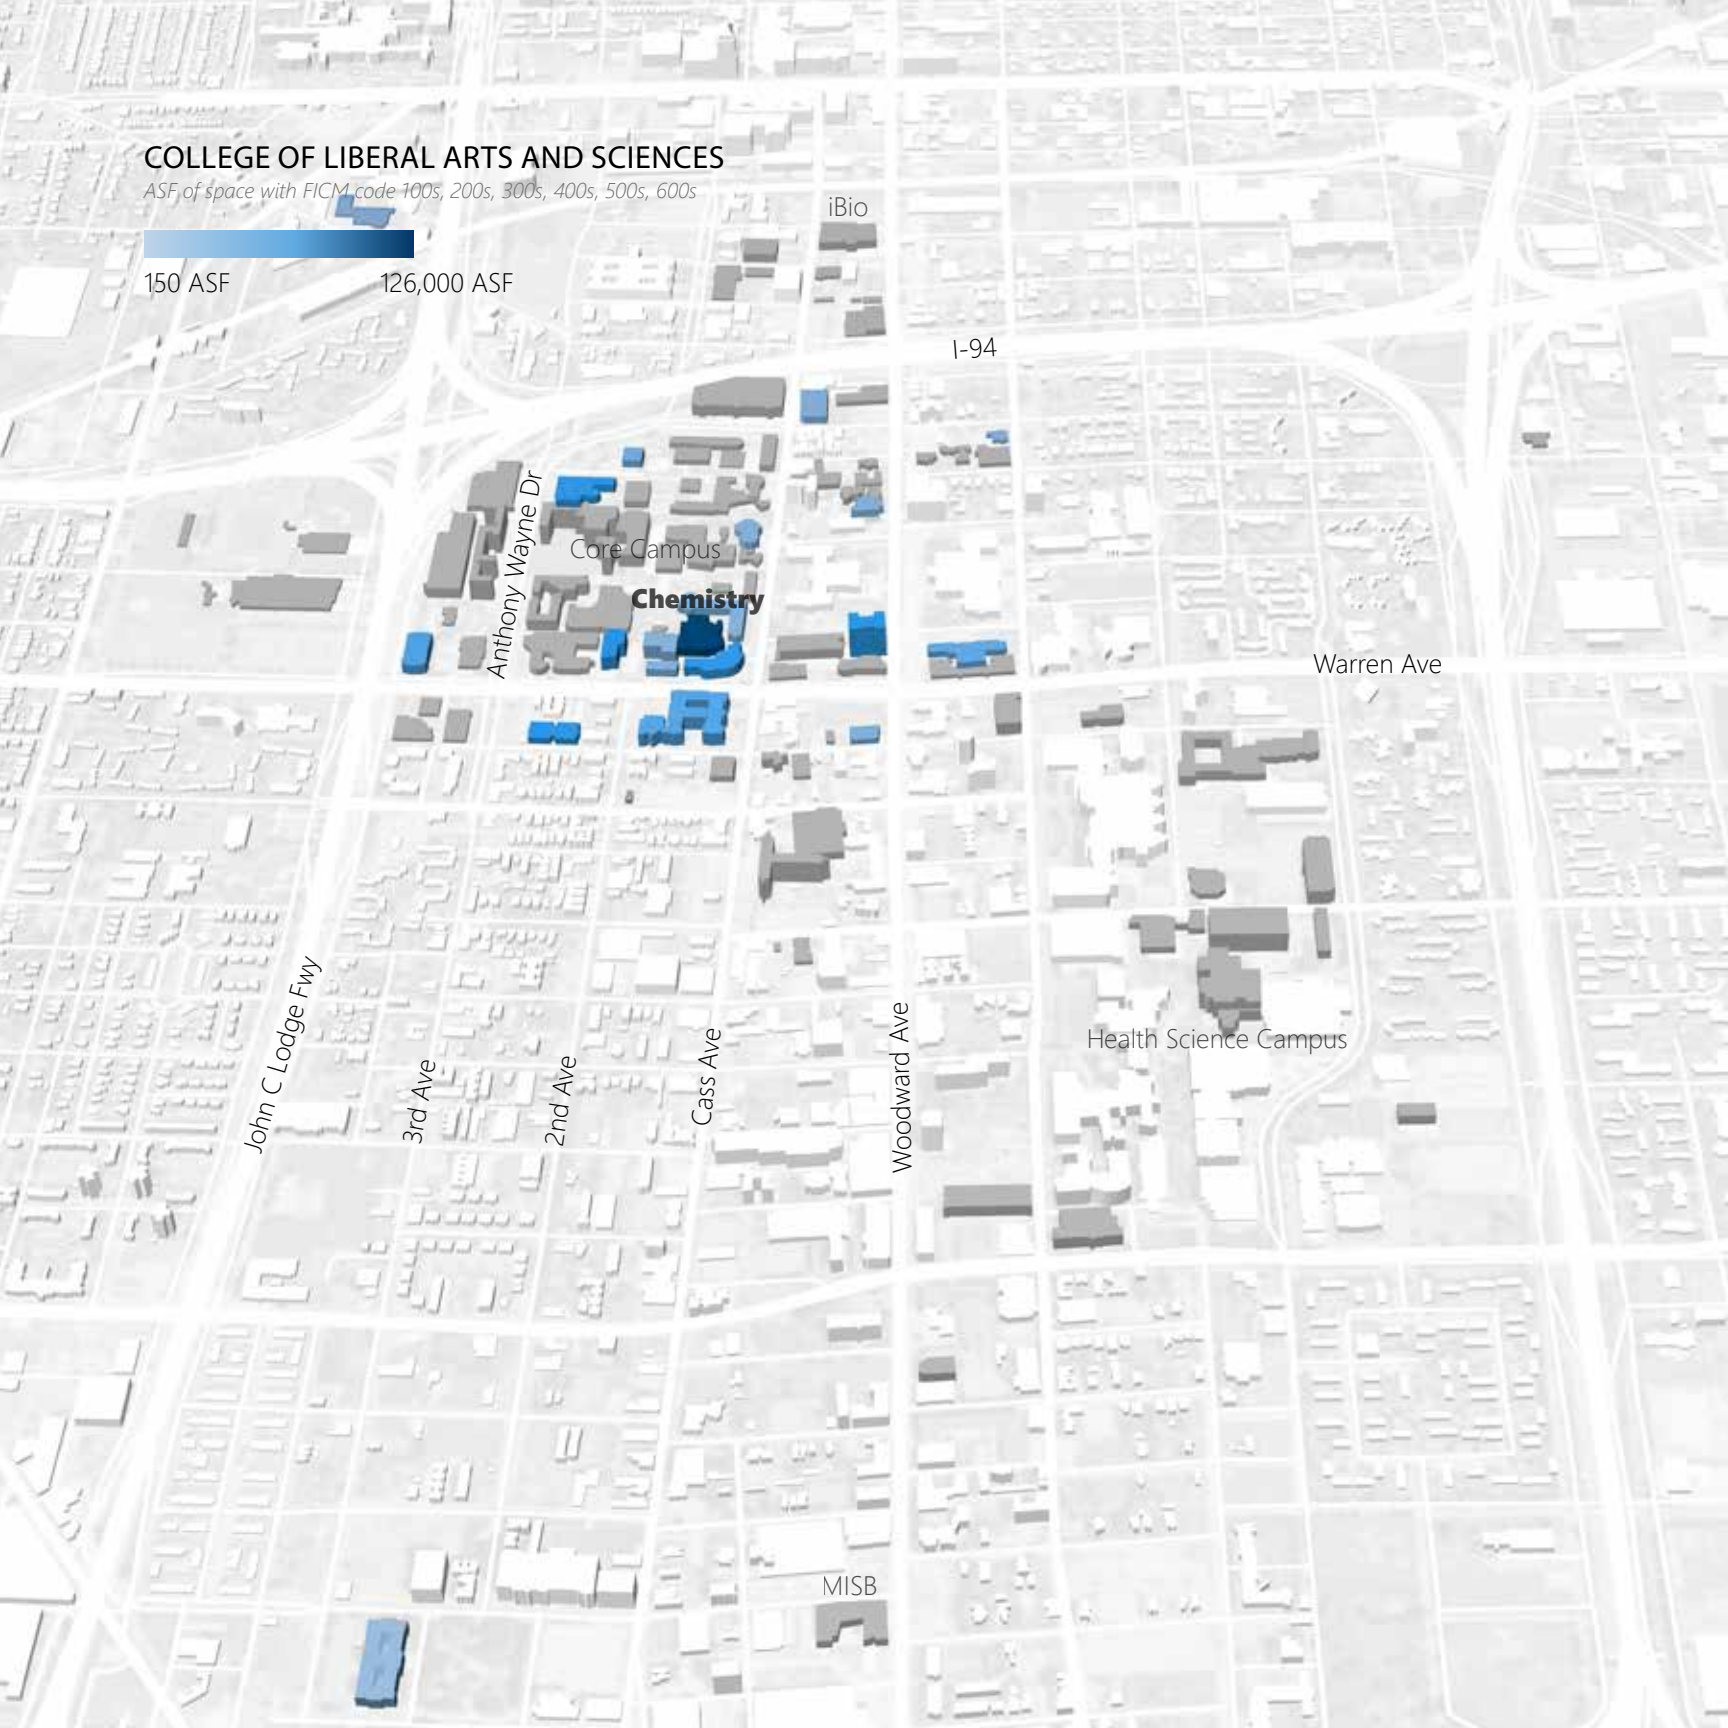 COLLEGE OF LIBERAL ARTS AND SCIENCES
ASF of space with FICM code 100s, 200s, 300s, 400s, 500s, 600s
150 ASF
126,000 ASF
iBio
I-94
Anthony Wayne Dr
Core Campus
Chemistry
Warren Ave
John C Lodge Fwy
3rd Ave
2nd Ave
Cass Ave
Woodward Ave
Health Science Campus
MISB